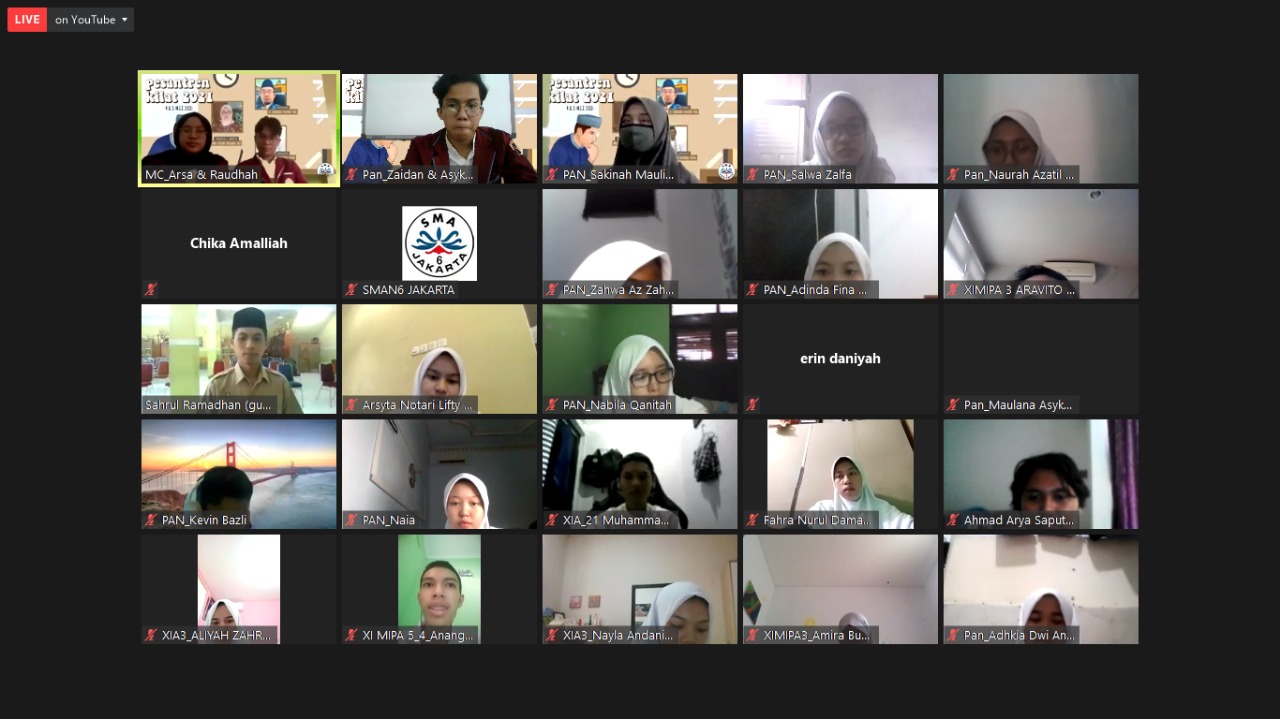 LIVE on YouTube
Pesantren
Kilat 2021
MC_Arsa & Raudhah
Pan_Zaidan & Asyk...
Pesantren
Kilat 2021
PAN_Sakinah Mauli...
PAN_Salwa Zalfa
Pan_Naurah Azatil ...
Chika Amalliah
SMA
6
JAKARTA
SMAN6 JAKARTA
PAN_Zahwa Az Zah...
PAN_Adinda Fina ...
XIMIPA 3 ARAVITO ...
Sahrul Ramadhan (gu...
Arsyta Notari Lifty ...
PAN_Nabila Qanitah
erin daniyah
Pan_Maulana Asyk...
PAN_Kevin Bazli
PAN_Naia
XIA_21 Muhamma...
Fahra Nurul Dama...
Ahmad Arya Saput...
XIA3_ALIYAH ZAHR...
XI MIPA 5_4_Anang...
XIA3_Nayla Andani...
XIMIPA3_Amira Bu...
Pan_Adhkia Dwi An...